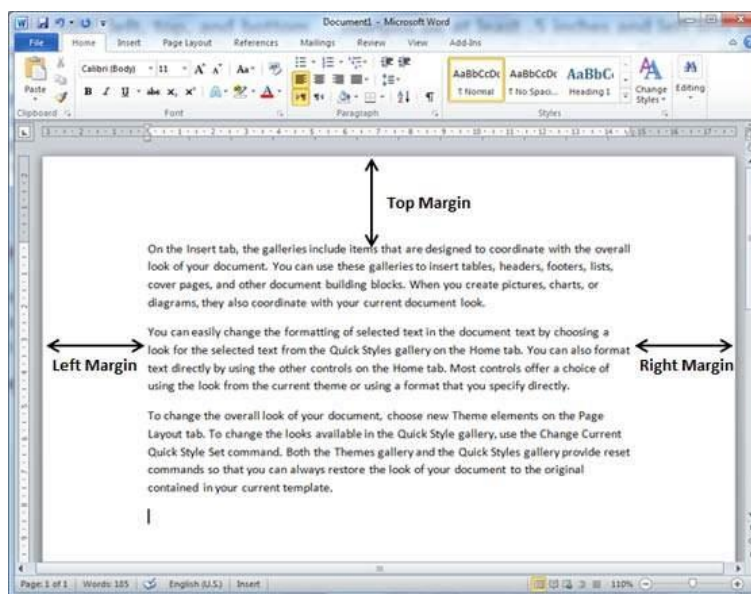 Document1 - Microsoft Word
File Home Insert Page Layout References Mailings Review View Add-Ins
Paste
Calibri (Body) 11 A A Aa
B I U abc x, x² A A
AaBbCcDc AaBbCcDc AaBbC
¶ Normal ¶ No Spaci... Heading 1
Change
Styles
Editing
Clipboard Font Paragraph Styles
Top Margin
On the Insert tab, the galleries include items that are designed to coordinate with the overall
look of your document. You can use these galleries to insert tables, headers, footers, lists,
cover pages, and other document building blocks. When you create pictures, charts, or
diagrams, they also coordinate with your current document look.
You can easily change the formatting of selected text in the document text by choosing a
look for the selected text from the Quick Styles gallery on the Home tab. You can also format
text directly by using the other controls on the Home tab. Most controls offer a choice of
using the look from the current theme or using a format that you specify directly.
Left Margin
Right Margin
To change the overall look of your document, choose new Theme elements on the Page
Layout tab. To change the looks available in the Quick Style gallery, use the Change Current
Quick Style Set command. Both the Themes gallery and the Quick Styles gallery provide reset
commands so that you can always restore the look of your document to the original
contained in your current template.
Page: 1 of 1 Words: 185 English (U.S.) Insert 110%